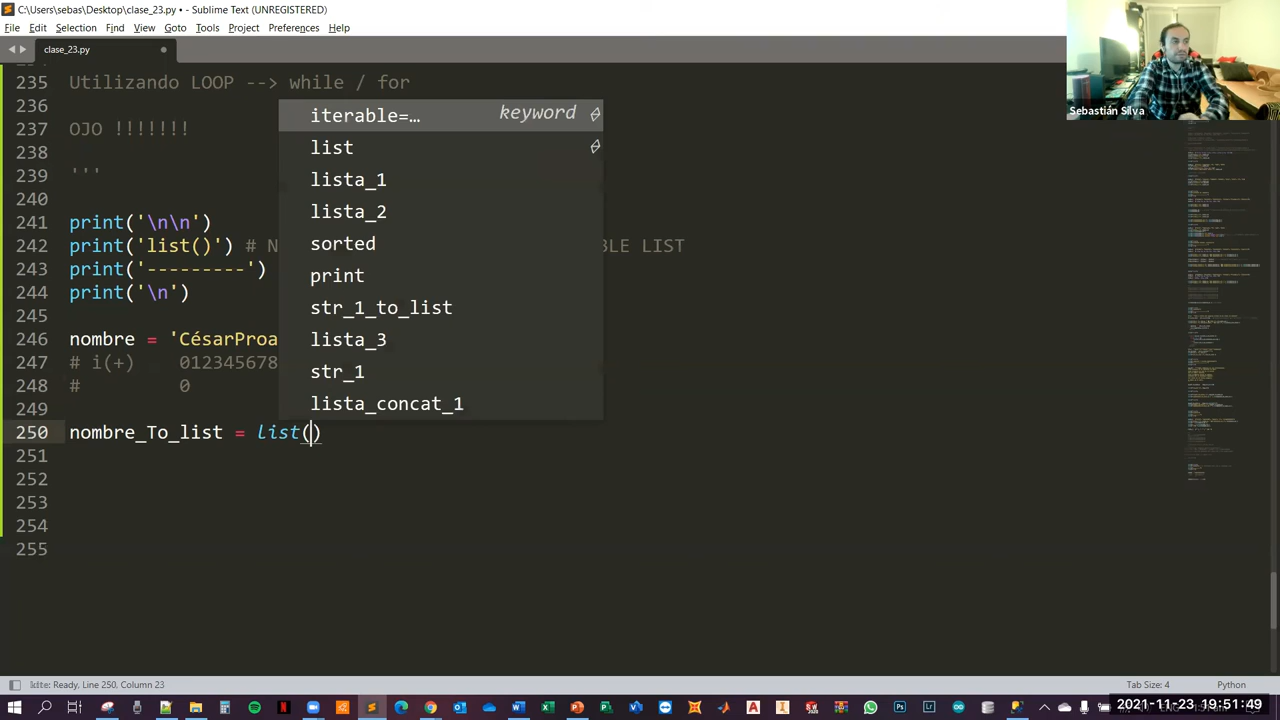 C:\Users\sebas\Desktop\clase_23.py • - Sublime Text (UNREGISTERED)
File Edit Selection Find View Goto Tools Project Preferences Help
clase_23.py
Sebastián Silva
235 Utilizando LOOP --> while / for
236
237 OJO !!!!!!!
238
239 '''
240
241 print('\n\n')
242 print('list()') # N BLE LIST
243 print('---------')
244 print('\n')
245
246 nombre = 'CésarProa
247 # i(+) 012345678
248 # 0
249
250 nombre_To_list = list()
251
252
253
254
255
iterable=… keyword
list
lista_1
lista_2
sorted
print
str_1_to_list
lista_3
str_1
lista_concat_1
kite: Ready, Line 250, Column 23
Tab Size: 4
Python
2021-11-23 19:51:49